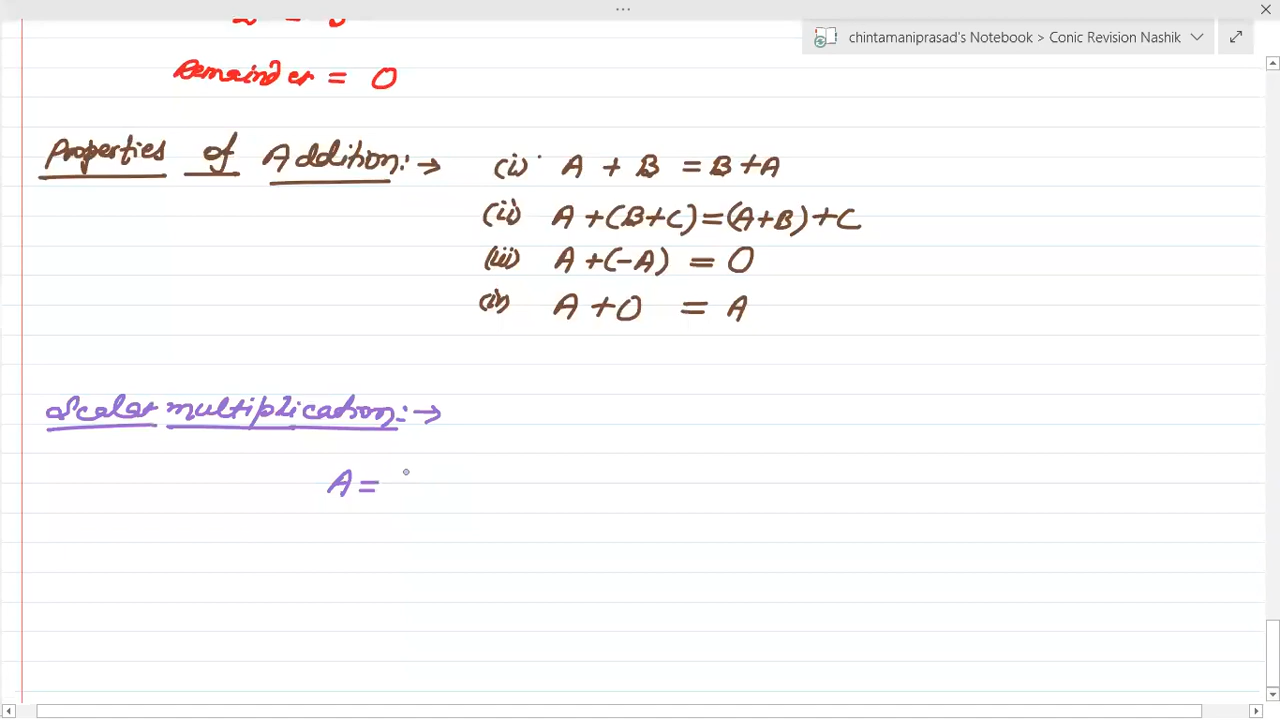 chintamaniprasad's Notebook > Conic Revision Nashik
Remainder = 0
Properties of Addition:→ (i) A + B = B + A
(ii) A + (B + C) = (A + B) + C
(iii) A + (-A) = 0
(iv) A + 0 = A
Scalar multiplication:→
A =